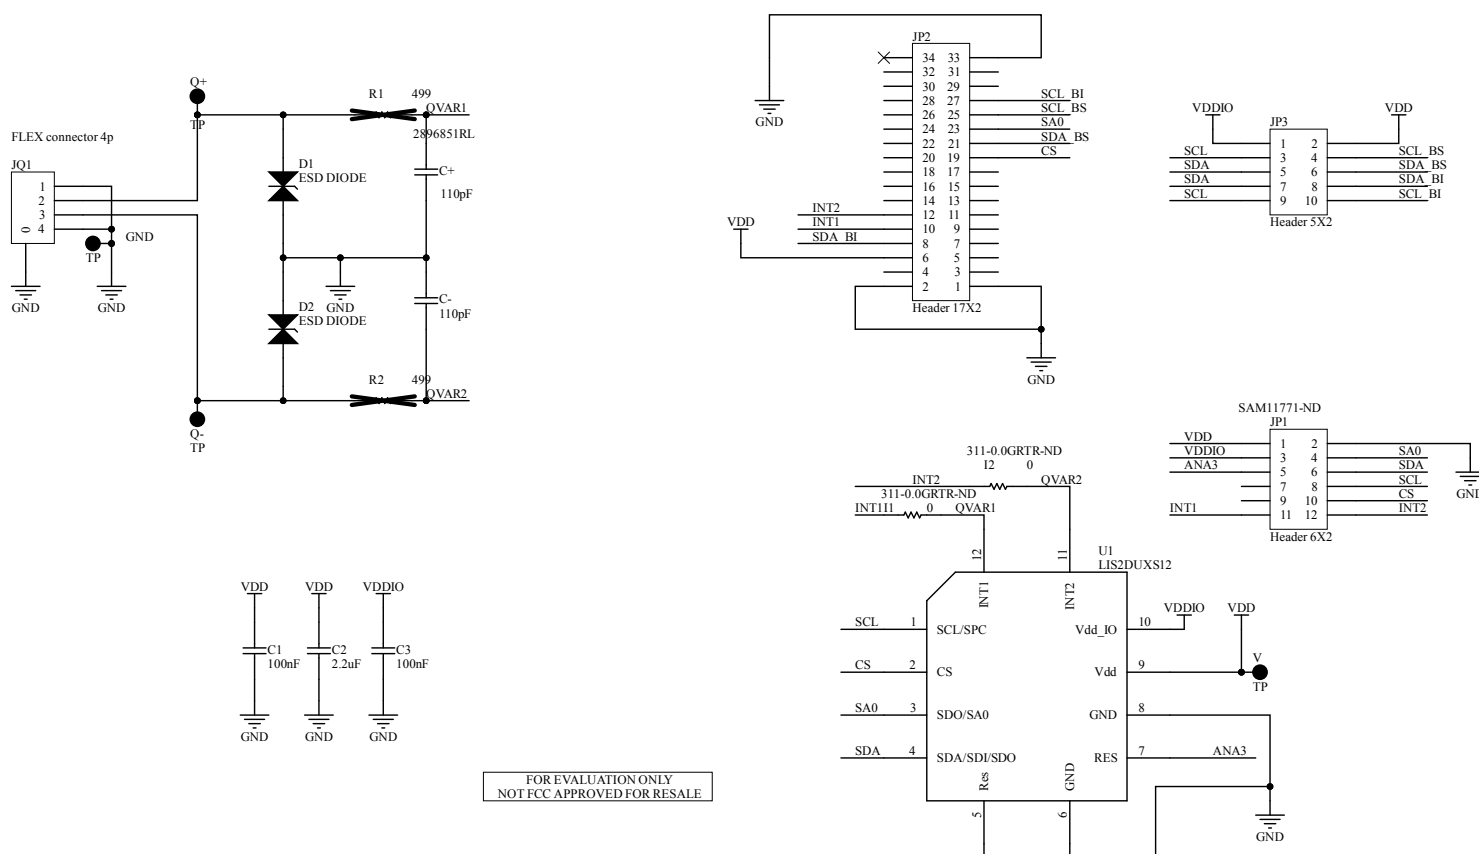 Q+
TP
R1 499
QVAR1
2896851RL
FLEX connector 4p
JQ1
1
2
3
4
0
GND
TP
GND
GND
D1
ESD DIODE
C+
110pF
GND
C-
110pF
D2
ESD DIODE
R2 499
QVAR2
Q-
TP
JP2
34 33
32 31
30 29
28 27 SCL_BI
26 25 SCL_BS
24 23 SA0
22 21 SDA_BS
20 19 CS
18 17
16 15
14 13
INT2 12 11
INT1 10 9
SDA_BI 8 7
VDD 6 5
4 3
2 1
Header 17X2
GND
GND
VDDIO VDD
JP3
1 2
SCL 3 4 SCL_BS
SDA 5 6 SDA_BS
SDA 7 8 SDA_BI
SCL 9 10 SCL_BI
Header 5X2
SAM11771-ND
JP1
VDD 1 2
VDDIO 3 4 SA0
ANA3 5 6 SDA
7 8 SCL
9 10 CS
INT1 11 12 INT2
Header 6X2
GND
311-0.0GRTR-ND
I2 0
INT2 QVAR2
311-0.0GRTR-ND
INT1I1 0 QVAR1
12 11
U1
LIS2DUXS12
INT1 INT2
SCL 1 SCL/SPC Vdd_IO 10 VDDIO
CS 2 CS Vdd 9 VDD
V
TP
SA0 3 SDO/SA0 GND 8
SDA 4 SDA/SDI/SDO RES 7 ANA3
Res GND
5 6
GND
VDD VDD VDDIO
C1 C2 C3
100nF 2.2uF 100nF
GND GND GND
FOR EVALUATION ONLY
NOT FCC APPROVED FOR RESALE